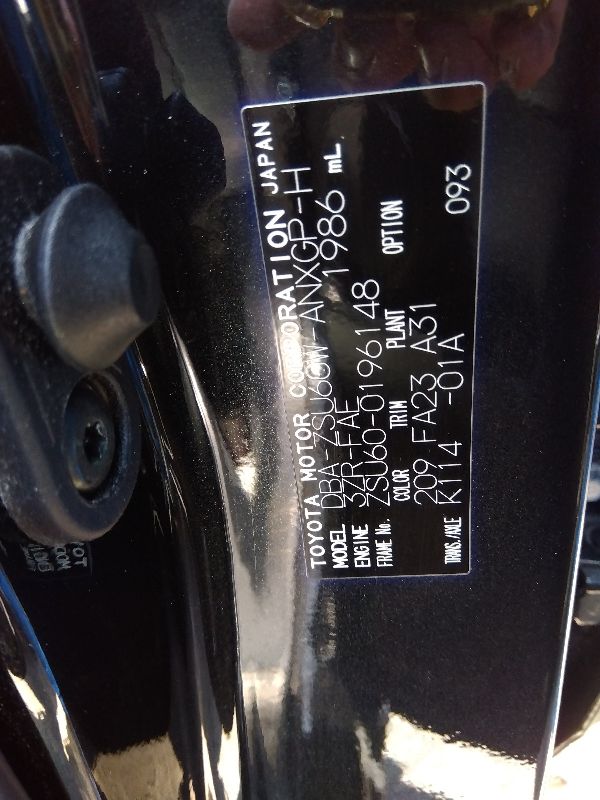 TOYOTA MOTOR CORPORATION JAPAN
MODEL DBA-ZSU60W-ANXGP-H
ENGINE 3ZR-FAE 1986 mL
FRAME No. ZSU60-0196148
COLOR TRIM PLANT OPTION
209 FA23 A31
TRNS./AXLE K114 -01A 093